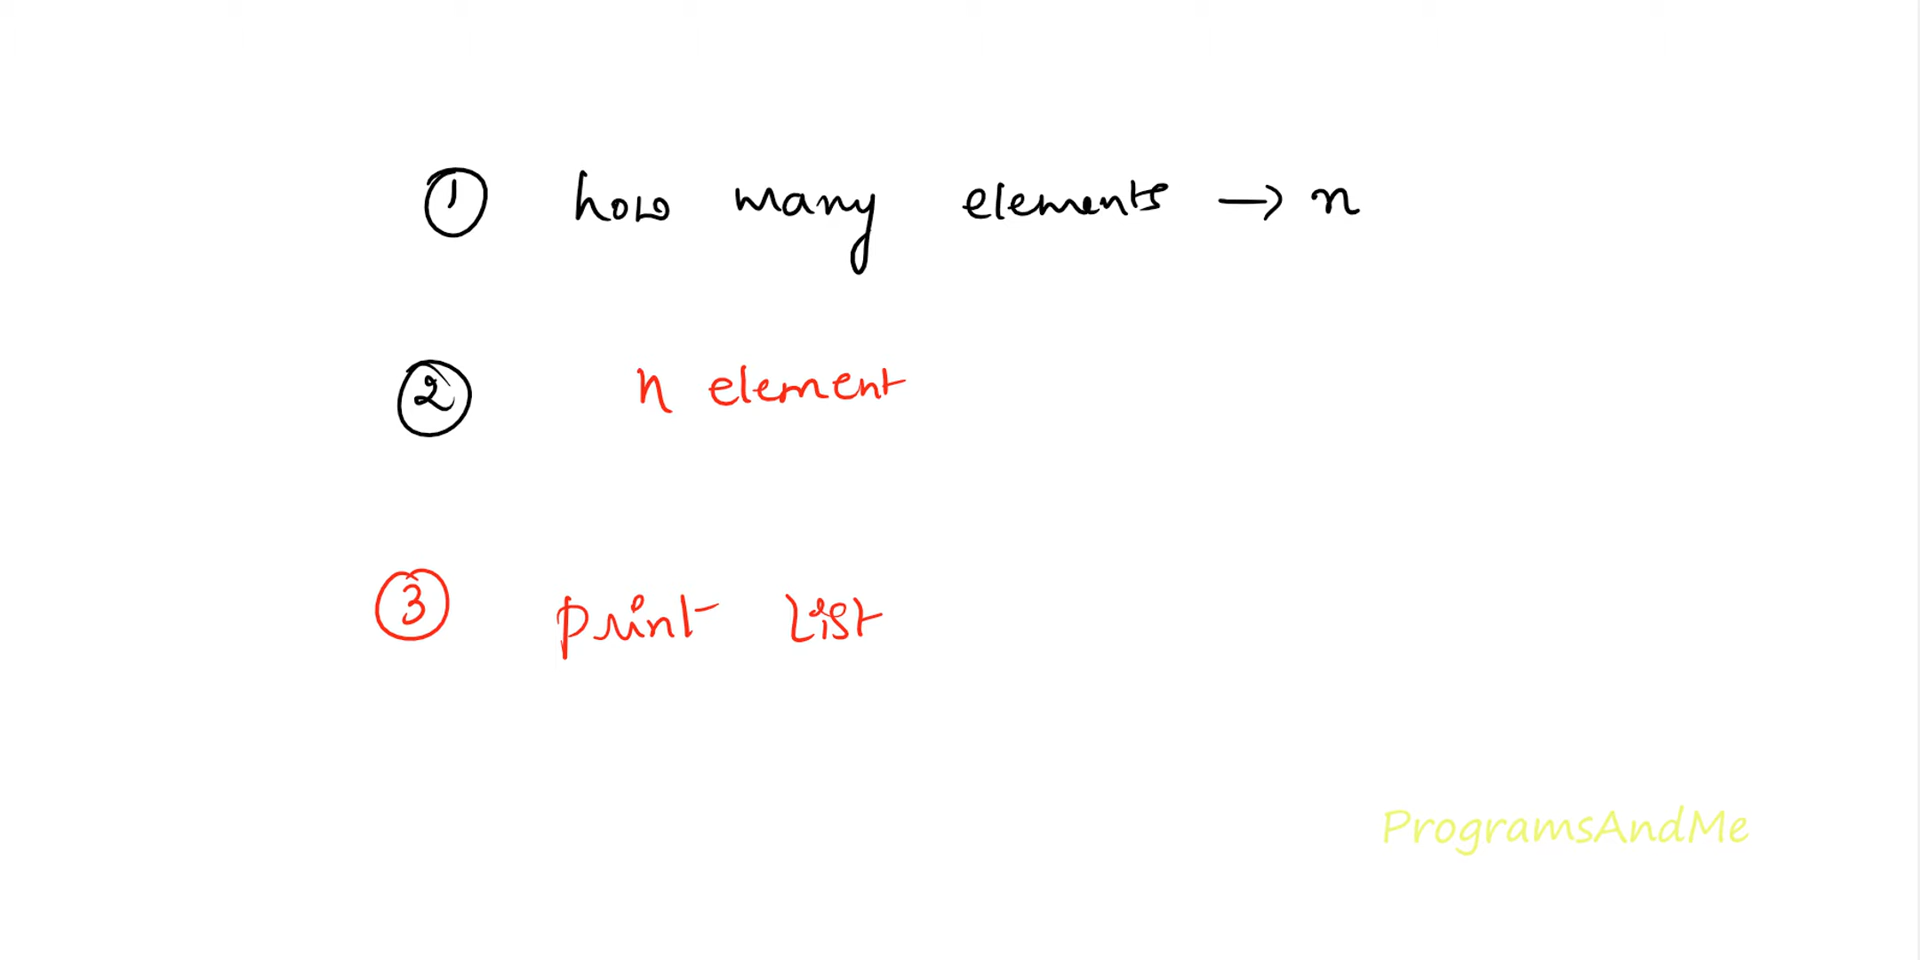 ① how many elements → n
② n element
③ print List
ProgramsAndMe